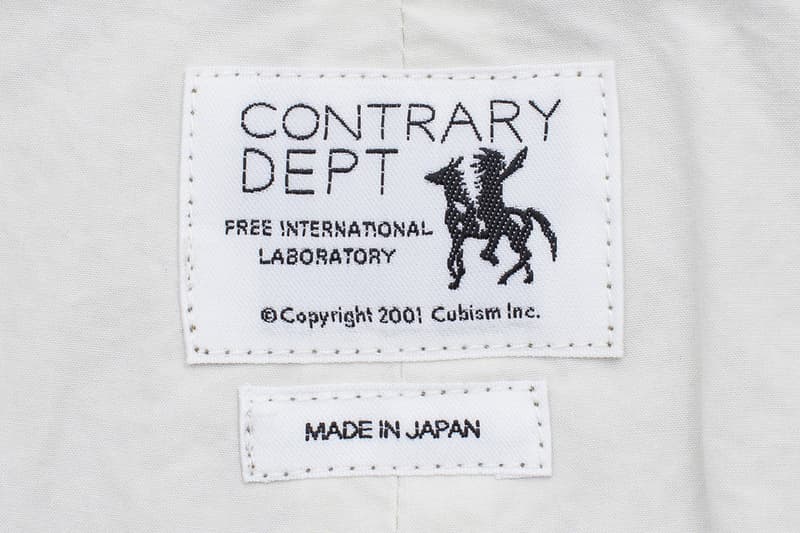 CONTRARY
DEPT
FREE INTERNATIONAL
LABORATORY
©Copyright 2001 Cubism Inc.
MADE IN JAPAN